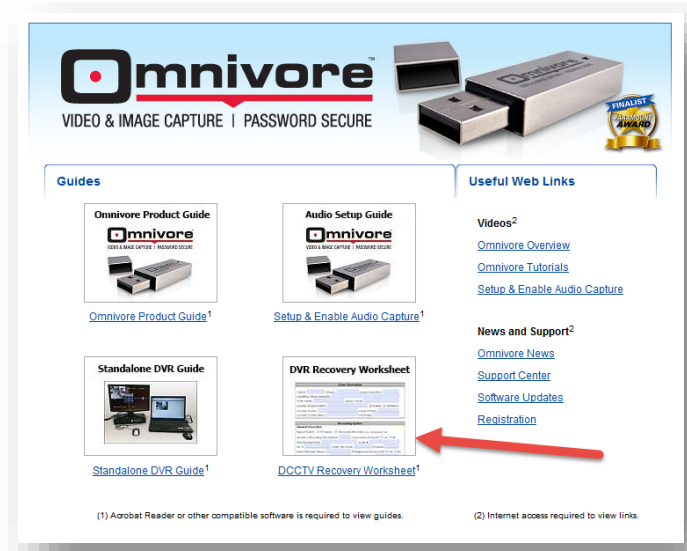 Omnivore™
VIDEO & IMAGE CAPTURE | PASSWORD SECURE
Omnivore
FINALIST
PARAMOUNT
AWARD
Guides
Omnivore Product Guide
Omnivore
VIDEO & IMAGE CAPTURE | PASSWORD SECURE
Omnivore Product Guide1
Audio Setup Guide
Omnivore
VIDEO & IMAGE CAPTURE | PASSWORD SECURE
Setup & Enable Audio Capture1
Standalone DVR Guide
Standalone DVR Guide1
DVR Recovery Worksheet
DCCTV Recovery Worksheet1
(1) Acrobat Reader or other compatible software is required to view guides.
Useful Web Links
Videos2
Omnivore Overview
Omnivore Tutorials
Setup & Enable Audio Capture
News and Support2
Omnivore News
Support Center
Software Updates
Registration
(2) Internet access required to view links.